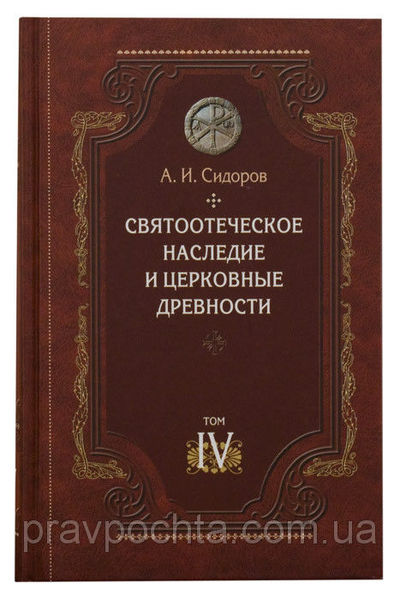 А. И. Сидоров
СВЯТООТЕЧЕСКОЕ
НАСЛЕДИЕ
И ЦЕРКОВНЫЕ
ДРЕВНОСТИ
ТОМ
IV
pravpochta.com.ua